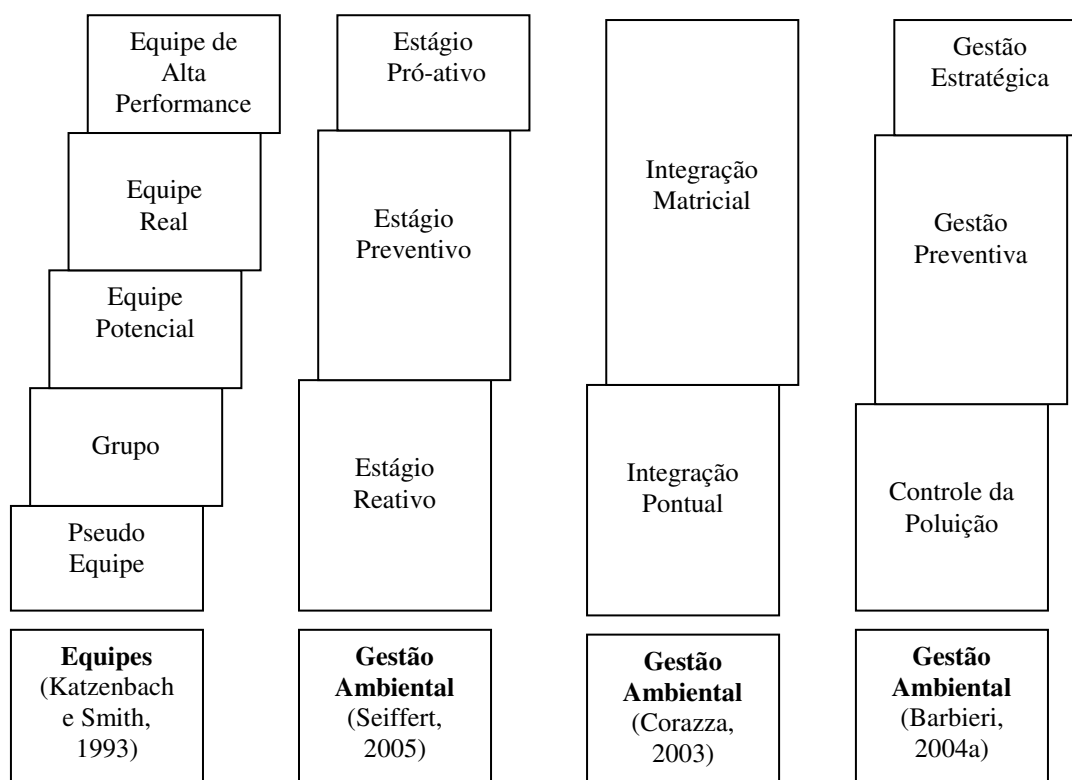 Equipe de
Alta
Performance
Equipe
Real
Equipe
Potencial
Grupo
Pseudo
Equipe
Equipes
(Katzenbach
e Smith,
1993)
Estágio
Pró-ativo
Estágio
Preventivo
Estágio
Reativo
Gestão
Ambiental
(Seiffert,
2005)
Integração
Matricial
Integração
Pontual
Gestão
Ambiental
(Corazza,
2003)
Gestão
Estratégica
Gestão
Preventiva
Controle da
Poluição
Gestão
Ambiental
(Barbieri,
2004a)